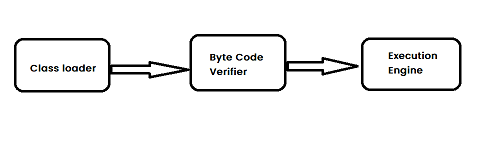 Class loader
Byte Code
Verifier
Execution
Engine